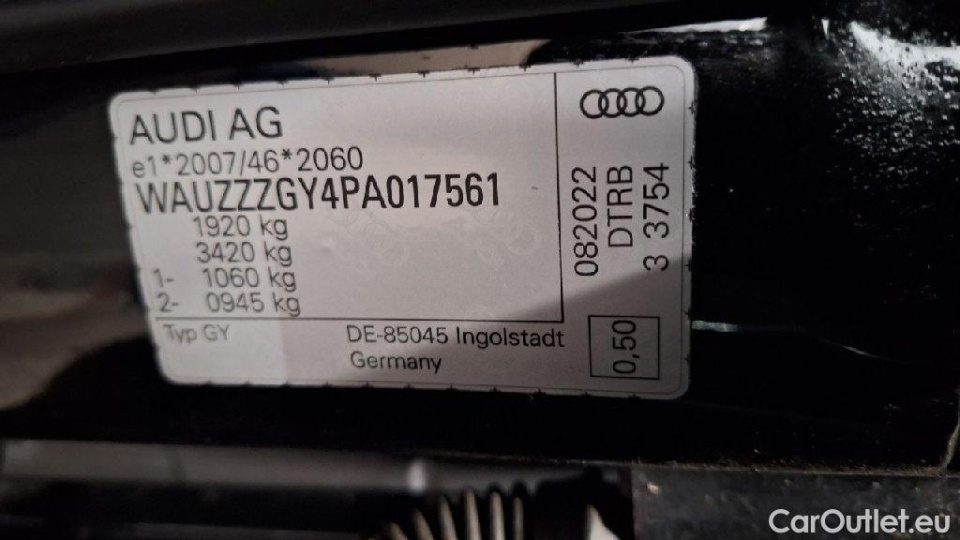 AUDI AG
e1*2007/46*2060
WAUZZZGY4PA017561
1920 kg
3420 kg
1- 1060 kg
2- 0945 kg
Typ GY
DE-85045 Ingolstadt
Germany
082022
DTRB
3 3754
0,50
CarOutlet.eu